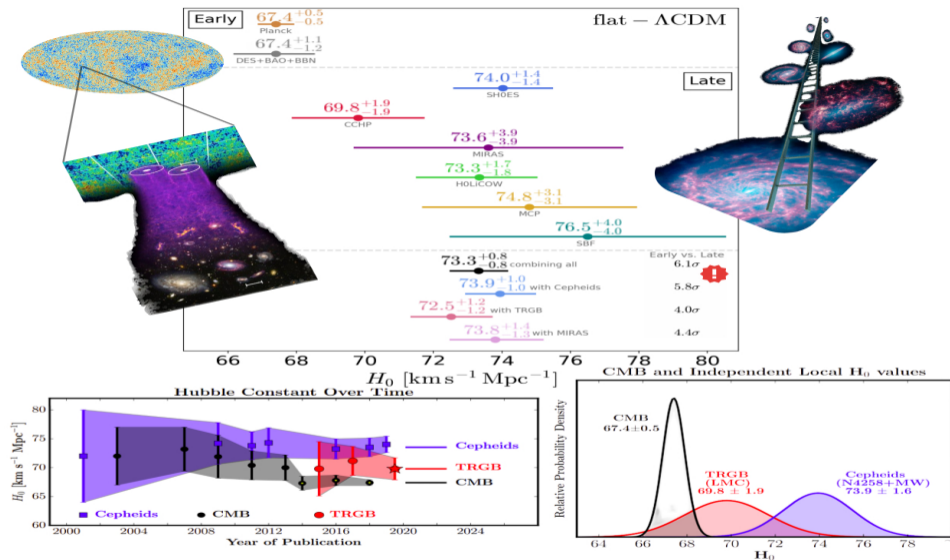 Early
flat − ΛCDM
67.4 +0.5 −0.5
Planck
67.4 +1.1 −1.2
DES+BAO+BBN
Late
74.0 +1.4 −1.4
SH0ES
69.8 +1.9 −1.9
CCHP
73.6 +3.9 −3.9
MIRAS
73.3 +1.7 −1.8
H0LiCOW
74.8 +3.1 −3.1
MCP
76.5 +4.0 −4.0
SBF
Early vs. Late
73.3 +0.8 −0.8 combining all 6.1σ
!
73.9 +1.0 −1.0 with Cepheids 5.8σ
72.5 +1.2 −1.2 with TRGB 4.0σ
73.8 +1.4 −1.3 with MIRAS 4.4σ
66 68 70 72 74 76 78 80
H0 [km s−1 Mpc−1]
Hubble Constant Over Time
80
75
70
65
60
H0 [km s−1 Mpc−1]
Cepheids
TRGB
CMB
Cepheids CMB TRGB
2000 2004 2008 2012 2016 2020 2024
Year of Publication
CMB and Independent Local H0 values
Relative Probability Density
CMB
67.4±0.5
TRGB
(LMC)
69.8 ± 1.9
Cepheids
(N4258+MW)
73.9 ± 1.6
64 66 68 70 72 74 76 78
H0